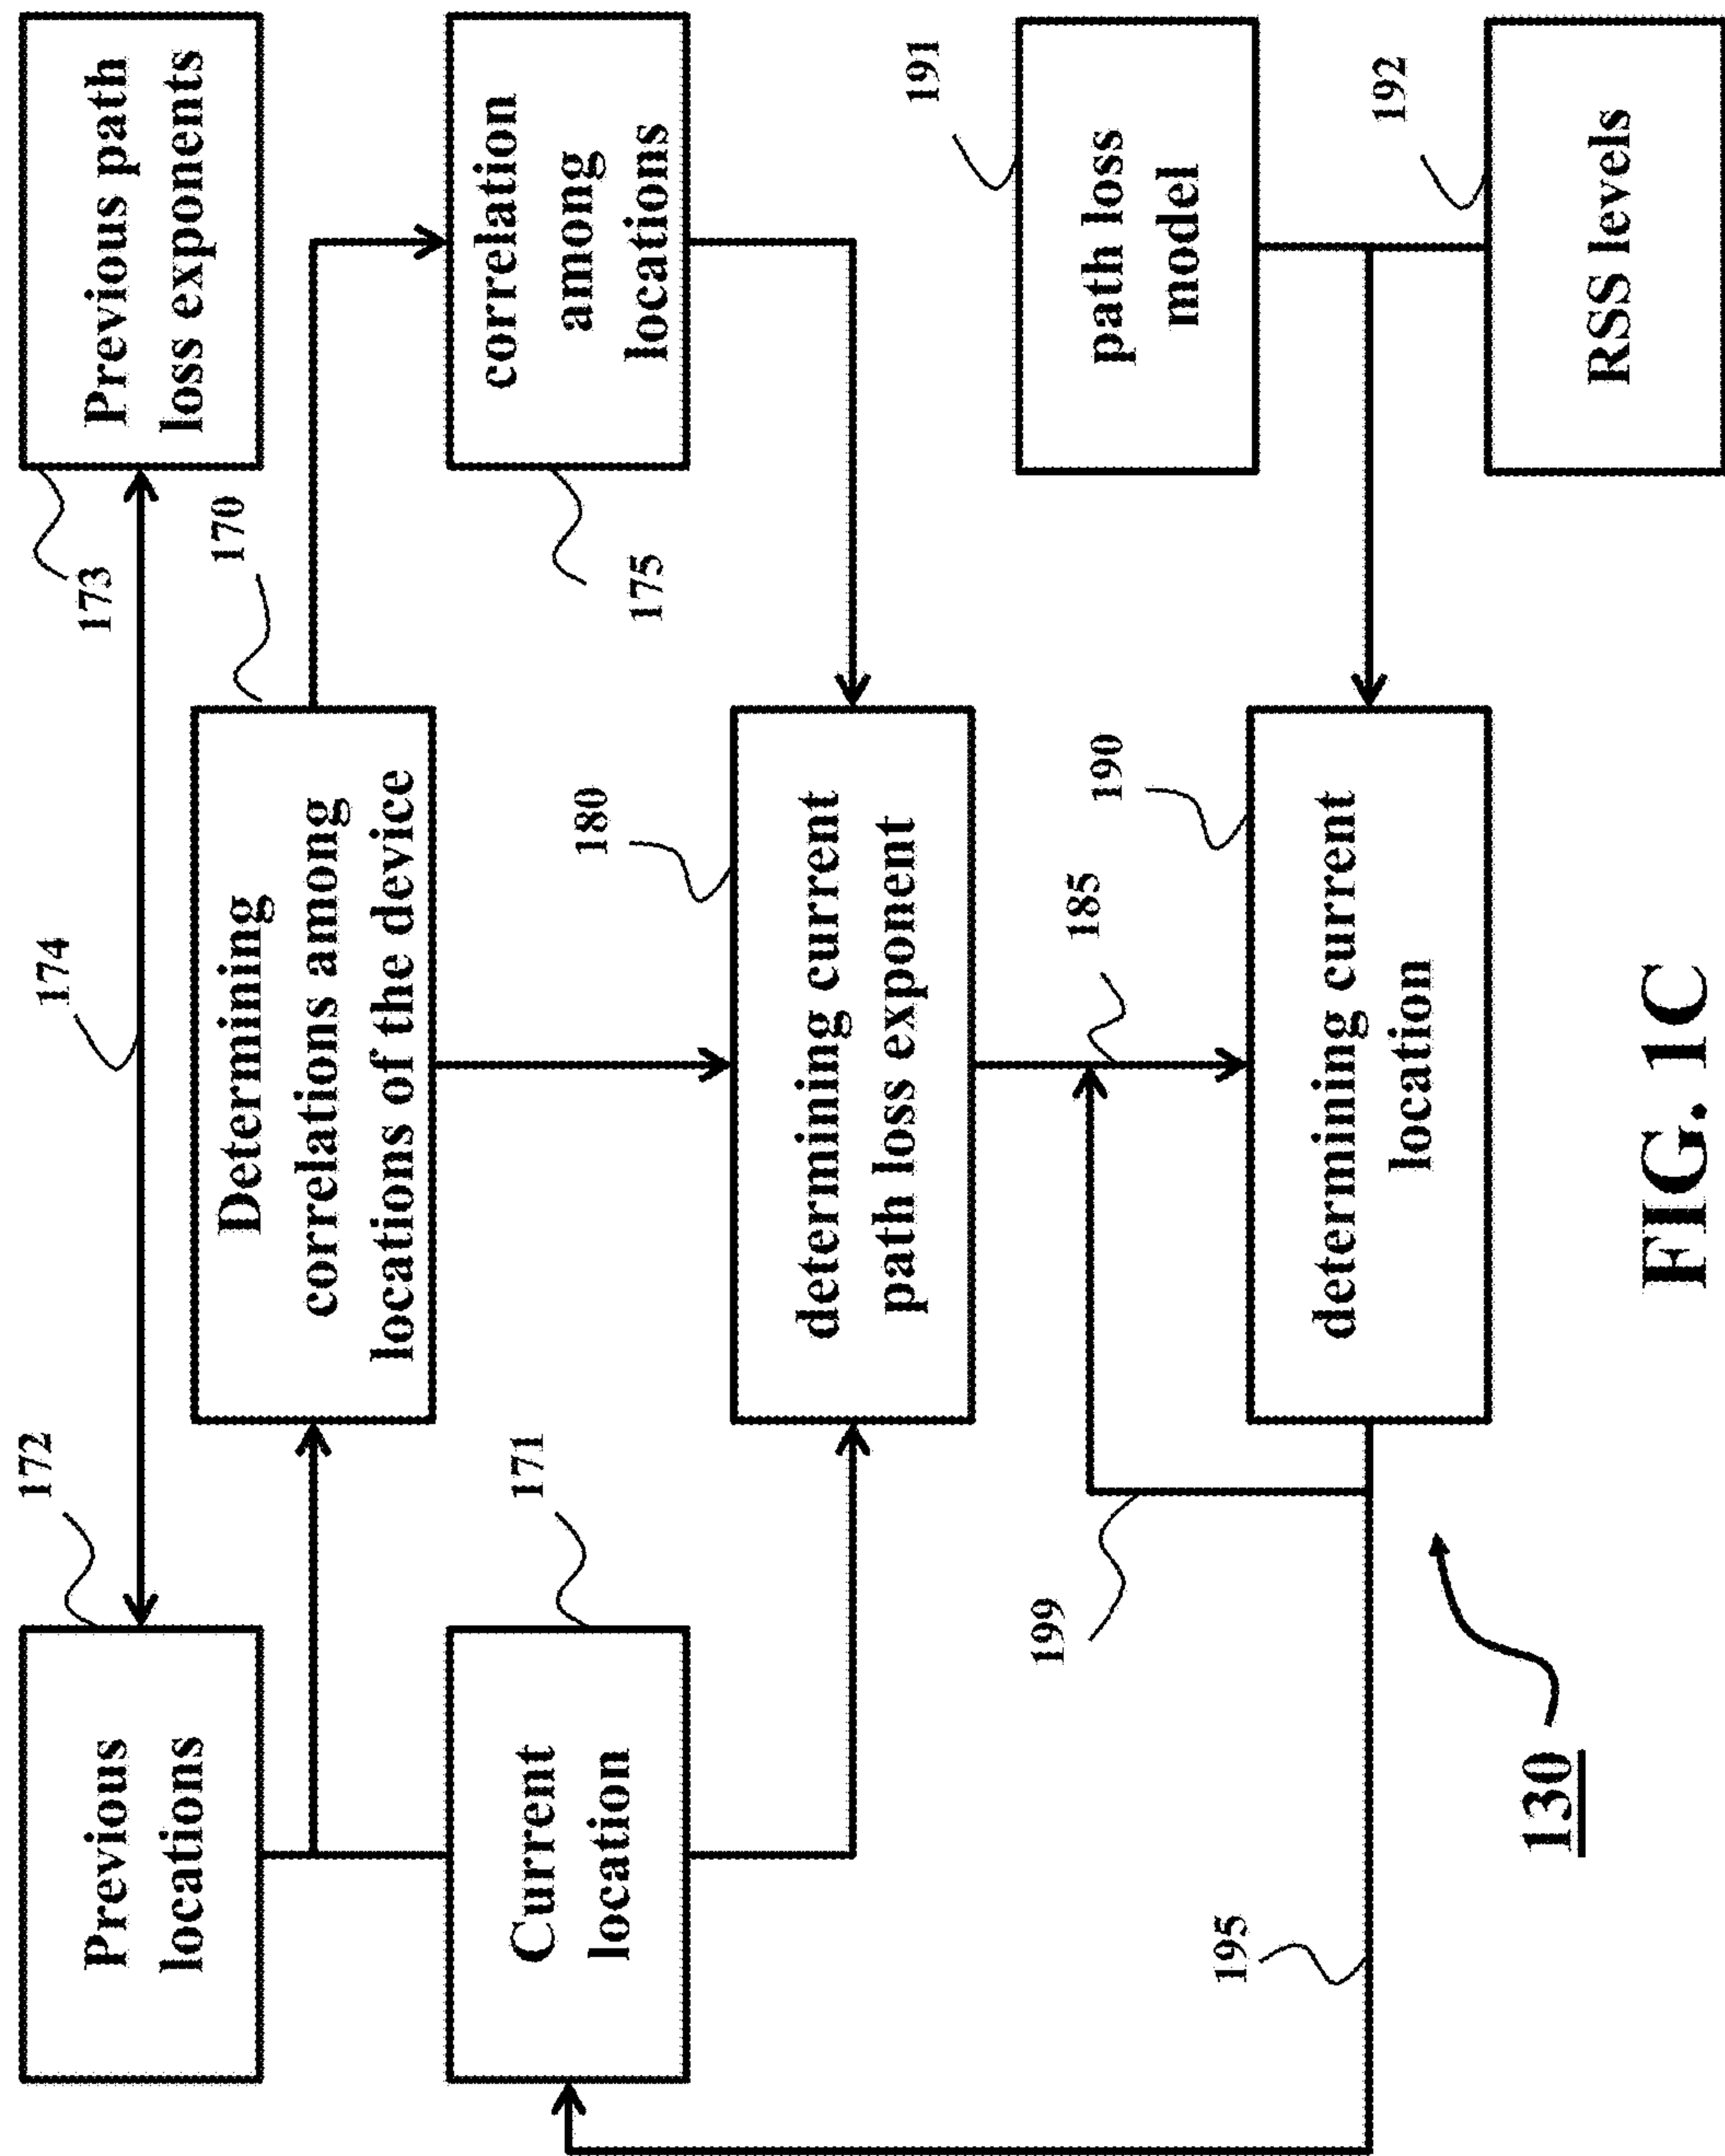 172
174
173
Previous
locations
Previous path
loss exponents
170
Determining
correlations among
locations of the device
171
Current
location
175
correlation
among
locations
180
determining current
path loss exponent
185
191
path loss
model
199
190
determining current
location
195
192
RSS levels
130
FIG. 1C